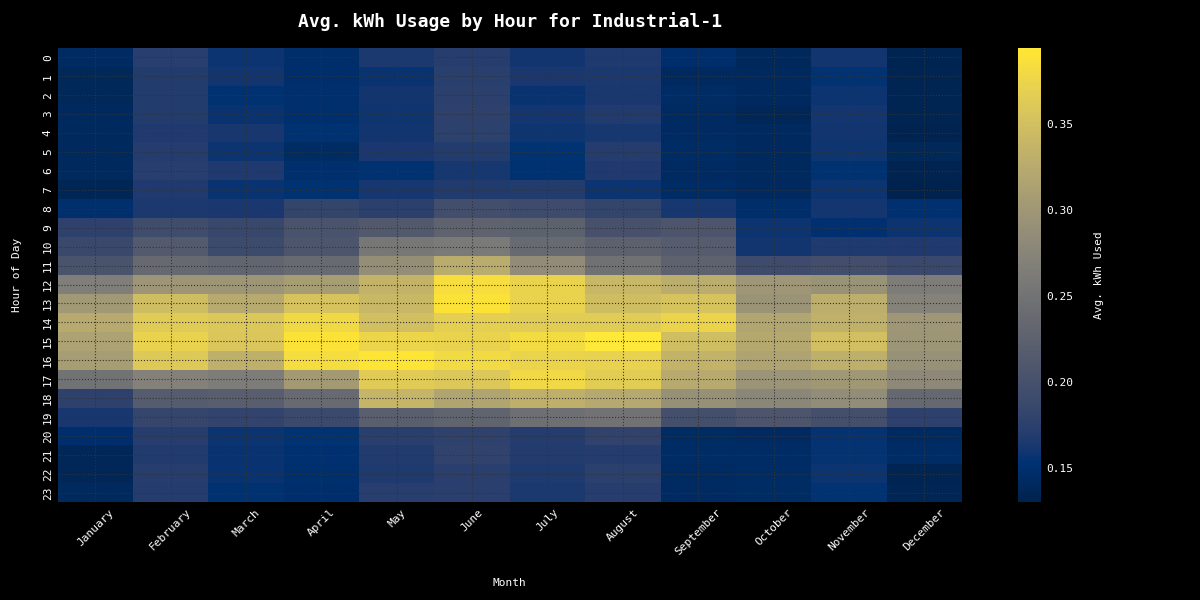 Avg. kWh Usage by Hour for Industrial-1
Hour of Day
0
1
2
3
4
5
6
7
8
9
10
11
12
13
14
15
16
17
18
19
20
21
22
23
January
February
March
April
May
June
July
August
September
October
November
December
Month
0.35
0.30
0.25
0.20
0.15
Avg. kWh Used